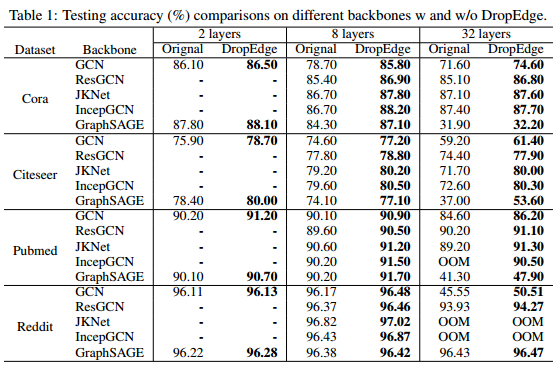 Table 1: Testing accuracy (%) comparisons on different backbones w and w/o DropEdge.
Dataset Backbone 2 layers 8 layers 32 layers
Orignal DropEdge Orignal DropEdge Orignal DropEdge
Cora
GCN 86.10 86.50 78.70 85.80 71.60 74.60
ResGCN - - 85.40 86.90 85.10 86.80
JKNet - - 86.70 87.80 87.10 87.60
IncepGCN - - 86.70 88.20 87.40 87.70
GraphSAGE 87.80 88.10 84.30 87.10 31.90 32.20
Citeseer
GCN 75.90 78.70 74.60 77.20 59.20 61.40
ResGCN - - 77.80 78.80 74.40 77.90
JKNet - - 79.20 80.20 71.70 80.00
IncepGCN - - 79.60 80.50 72.60 80.30
GraphSAGE 78.40 80.00 74.10 77.10 37.00 53.60
Pubmed
GCN 90.20 91.20 90.10 90.90 84.60 86.20
ResGCN - - 89.60 90.50 90.20 91.10
JKNet - - 90.60 91.20 89.20 91.30
IncepGCN - - 90.20 91.50 OOM 90.50
GraphSAGE 90.10 90.70 90.20 91.70 41.30 47.90
Reddit
GCN 96.11 96.13 96.17 96.48 45.55 50.51
ResGCN - - 96.37 96.46 93.93 94.27
JKNet - - 96.82 97.02 OOM OOM
IncepGCN - - 96.43 96.87 OOM OOM
GraphSAGE 96.22 96.28 96.38 96.42 96.43 96.47